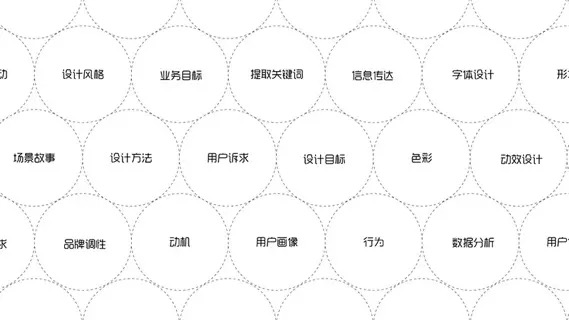 动
设计风格
业务目标
提取关键词
信息传达
字体设计
形
场景故事
设计方法
用户诉求
设计目标
色彩
动效设计
求
品牌调性
动机
用户画像
行为
数据分析
用户